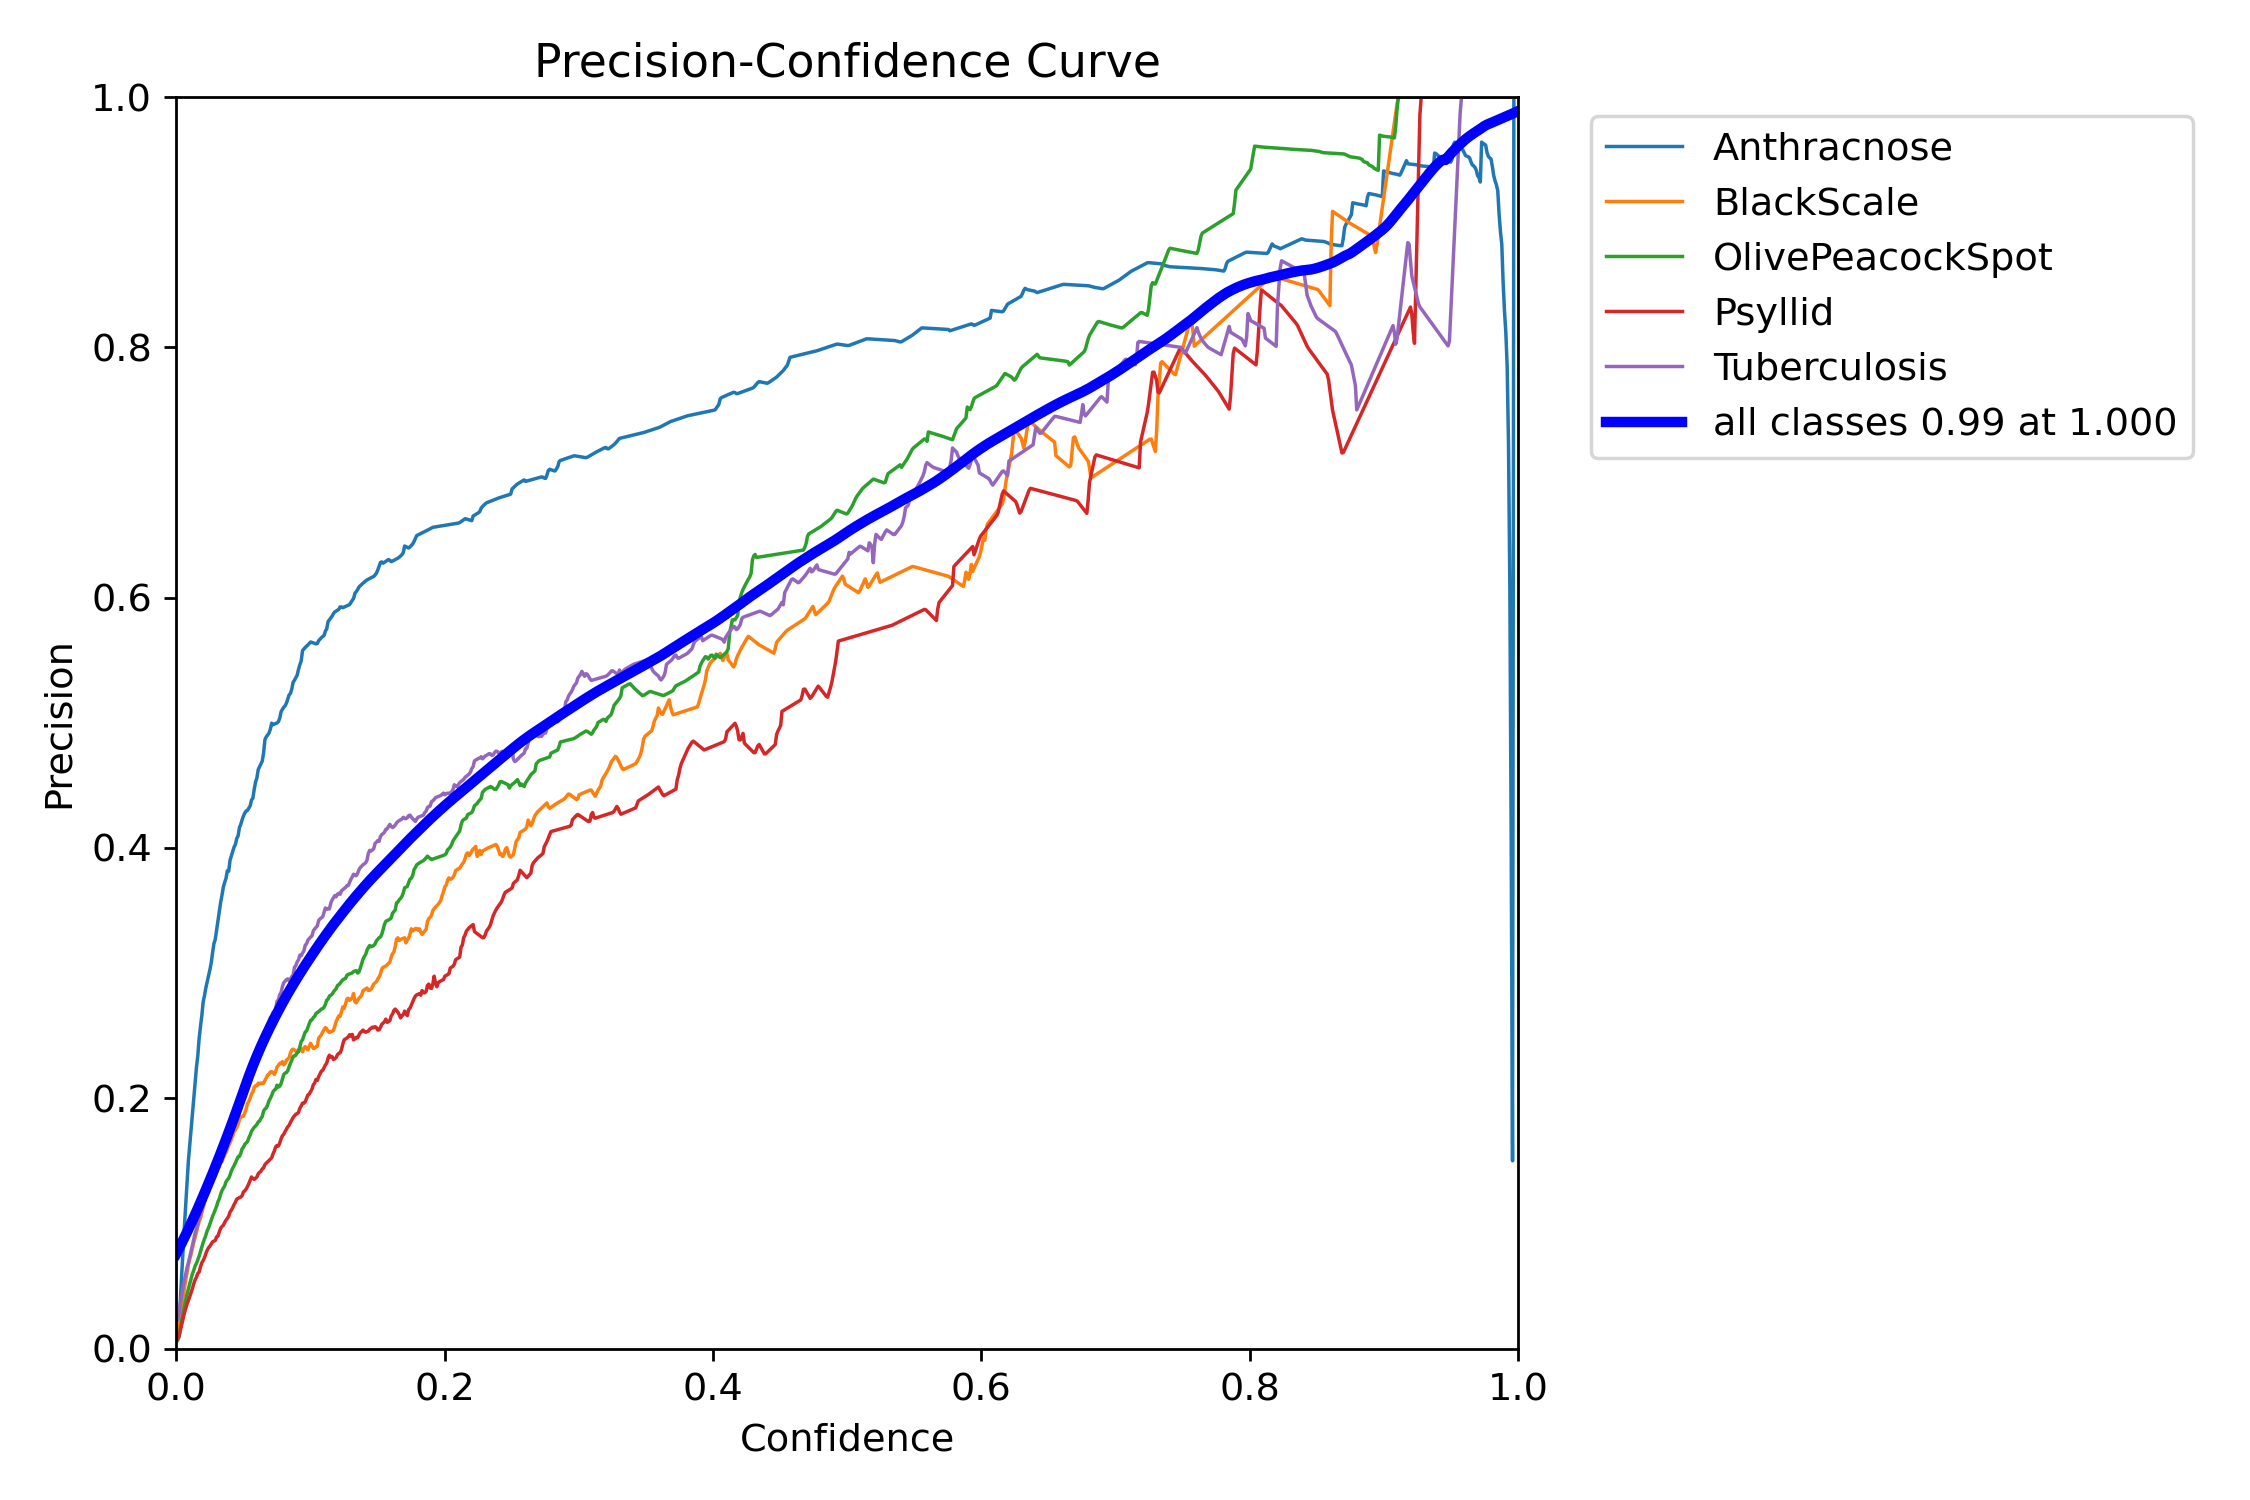 Precision-Confidence Curve
1.0
0.8
0.6
0.4
0.2
0.0
Precision
0.0 0.2 0.4 0.6 0.8 1.0
Confidence
Anthracnose
BlackScale
OlivePeacockSpot
Psyllid
Tuberculosis
all classes 0.99 at 1.000